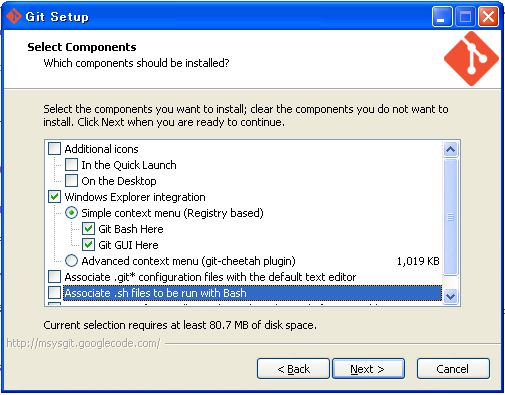 Git Setup
Select Components
Which components should be installed?
Select the components you want to install; clear the components you do not want to
install. Click Next when you are ready to continue.
Additional icons
In the Quick Launch
On the Desktop
Windows Explorer integration
Simple context menu (Registry based)
Git Bash Here
Git GUI Here
Advanced context menu (git-cheetah plugin) 1,019 KB
Associate .git* configuration files with the default text editor
Associate .sh files to be run with Bash
Current selection requires at least 80.7 MB of disk space.
http://msysgit.googlecode.com/
< Back Next > Cancel